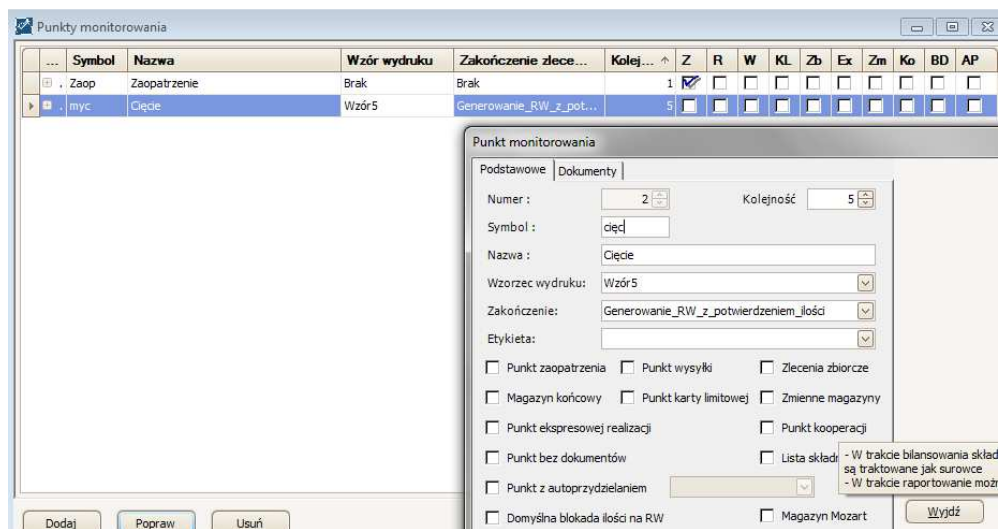 Punkty monitorowania
... Symbol Nazwa Wzór wydruku Zakończenie zlece... Kolej... Z R W KL Zb Ex Zm Ko BD AP
Zaop Zaopatrzenie Brak Brak 1
myc Cięcie Wzór5 Generowanie_RW_z_pot... 5
Punkt monitorowania
Podstawowe Dokumenty
Numer : 2 Kolejność 5
Symbol : cięc
Nazwa : Cięcie
Wzorzec wydruku: Wzór5
Zakończenie: Generowanie_RW_z_potwierdzeniem_ilości
Etykieta:
Punkt zaopatrzenia Punkt wysyłki Zlecenia zbiorcze
Magazyn końcowy Punkt karty limitowej Zmienne magazyny
Punkt ekspresowej realizacji Punkt kooperacji
Punkt bez dokumentów Lista składn
- W trakcie bilansowania skład
są traktowane jak surowce
- W trakcie raportowanie możn
Punkt z autoprzydzielaniem
Domyślna blokada ilości na RW Magazyn Mozart
Wyjdź
Dodaj Popraw Usuń